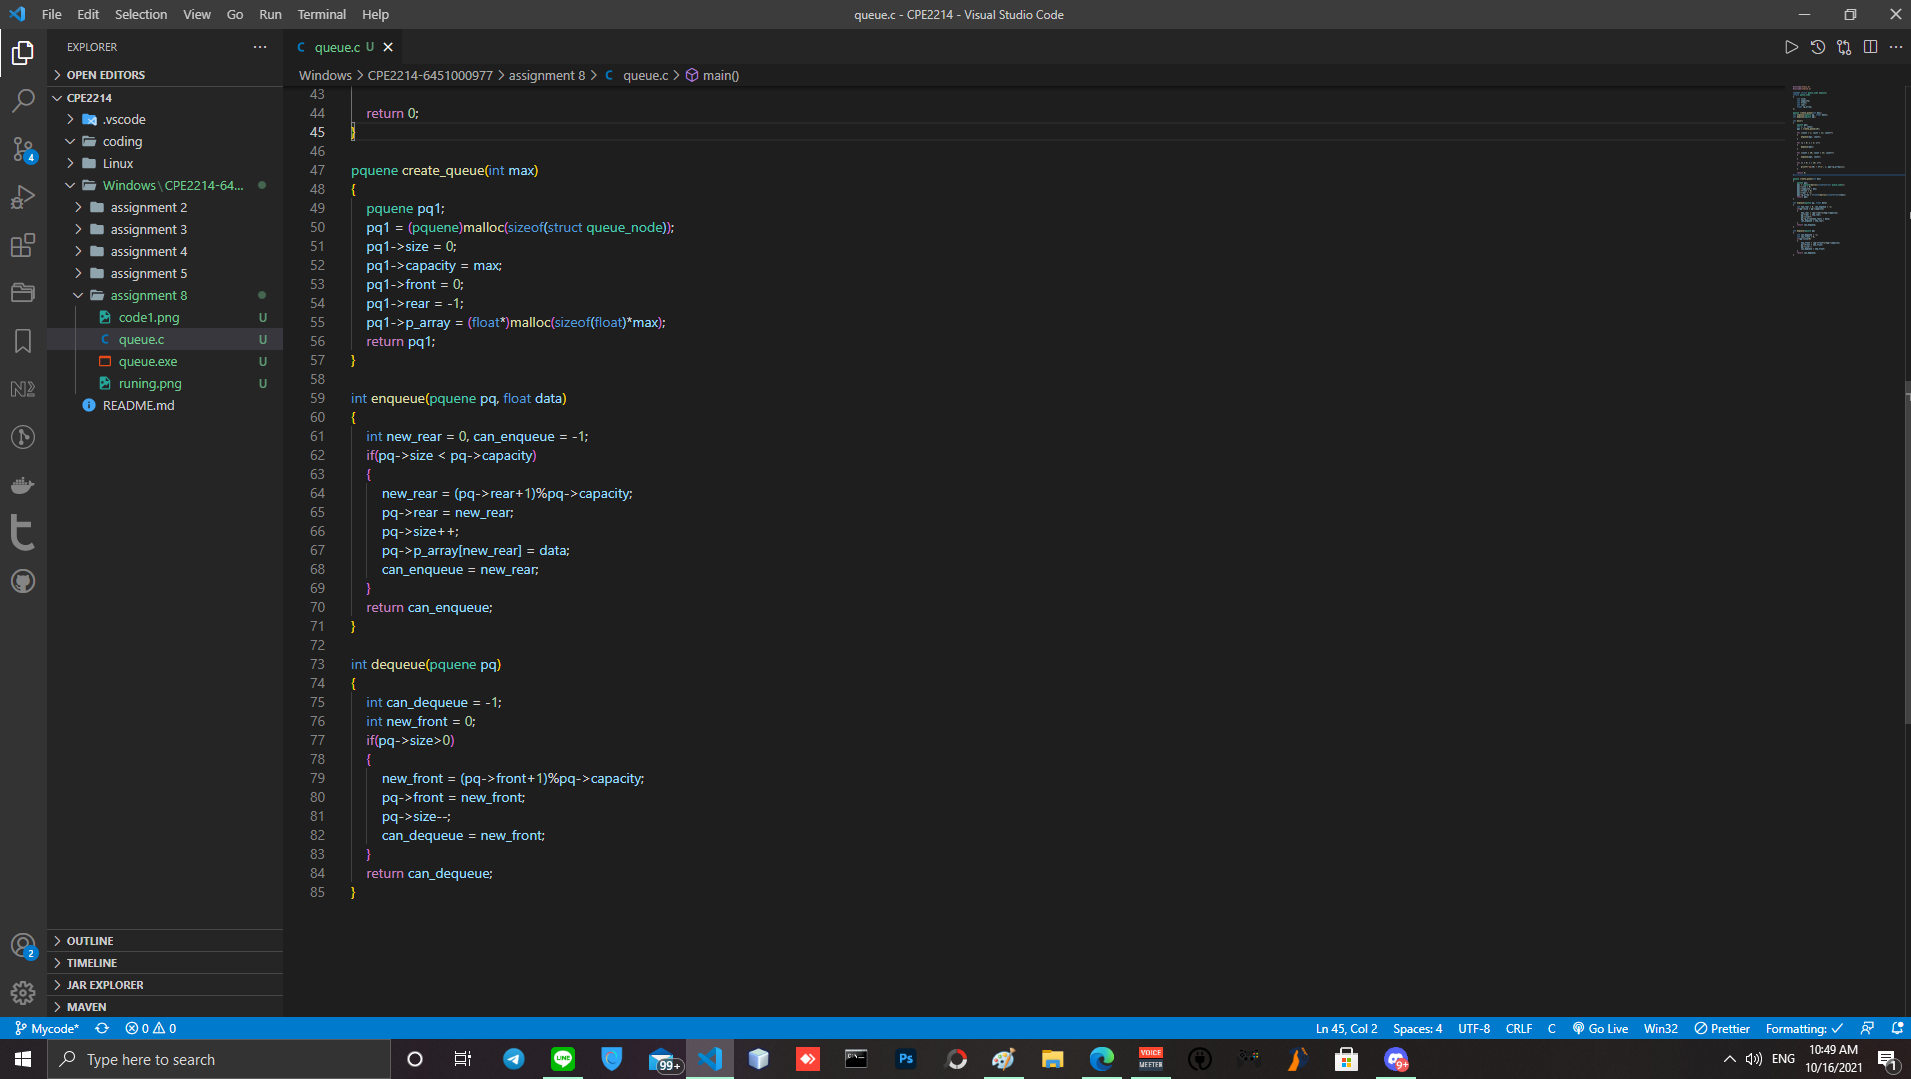 File Edit Selection View Go Run Terminal Help
queue.c - CPE2214 - Visual Studio Code
EXPLORER
OPEN EDITORS
CPE2214
.vscode
coding
Linux
Windows\CPE2214-64...
assignment 2
assignment 3
assignment 4
assignment 5
assignment 8
code1.png U
queue.c U
queue.exe U
runing.png U
README.md
OUTLINE
TIMELINE
JAR EXPLORER
MAVEN
queue.c U
Windows > CPE2214-6451000977 > assignment 8 > C queue.c > main()
43
44 return 0;
45 }
46
47 pquene create_queue(int max)
48 {
49 pquene pq1;
50 pq1 = (pquene)malloc(sizeof(struct queue_node));
51 pq1->size = 0;
52 pq1->capacity = max;
53 pq1->front = 0;
54 pq1->rear = -1;
55 pq1->p_array = (float*)malloc(sizeof(float)*max);
56 return pq1;
57 }
58
59 int enqueue(pquene pq, float data)
60 {
61 int new_rear = 0, can_enqueue = -1;
62 if(pq->size < pq->capacity)
63 {
64 new_rear = (pq->rear+1)%pq->capacity;
65 pq->rear = new_rear;
66 pq->size++;
67 pq->p_array[new_rear] = data;
68 can_enqueue = new_rear;
69 }
70 return can_enqueue;
71 }
72
73 int dequeue(pquene pq)
74 {
75 int can_dequeue = -1;
76 int new_front = 0;
77 if(pq->size>0)
78 {
79 new_front = (pq->front+1)%pq->capacity;
80 pq->front = new_front;
81 pq->size--;
82 can_dequeue = new_front;
83 }
84 return can_dequeue;
85 }
4
2
Mycode* 0 0
Ln 45, Col 2 Spaces: 4 UTF-8 CRLF C Go Live Win32 Prettier Formatting:
Type here to search
LINE
99+
Ps
VOICE
MEETER
9+
ENG
10:49 AM
10/16/2021
1